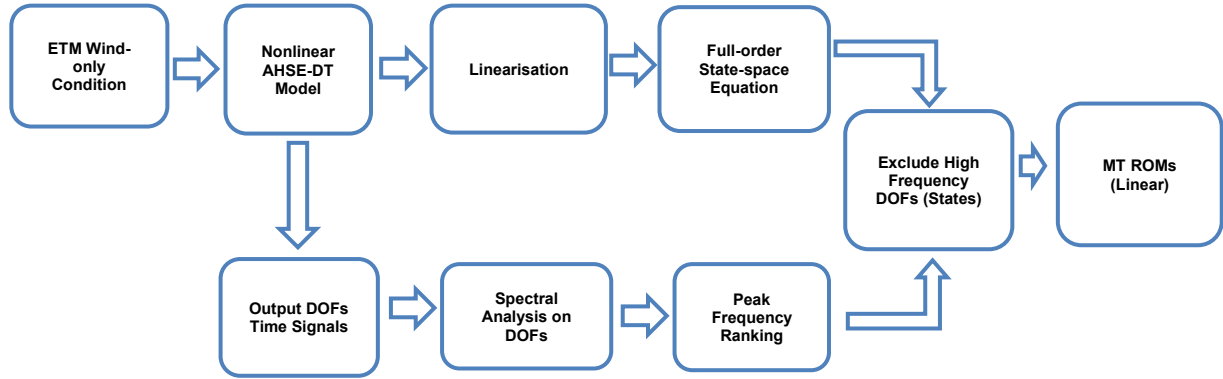 ETM Wind-
only
Condition
Nonlinear
AHSE-DT
Model
Linearisation
Full-order
State-space
Equation
Exclude High
Frequency
DOFs (States)
MT ROMs
(Linear)
Output DOFs
Time Signals
Spectral
Analysis on
DOFs
Peak
Frequency
Ranking